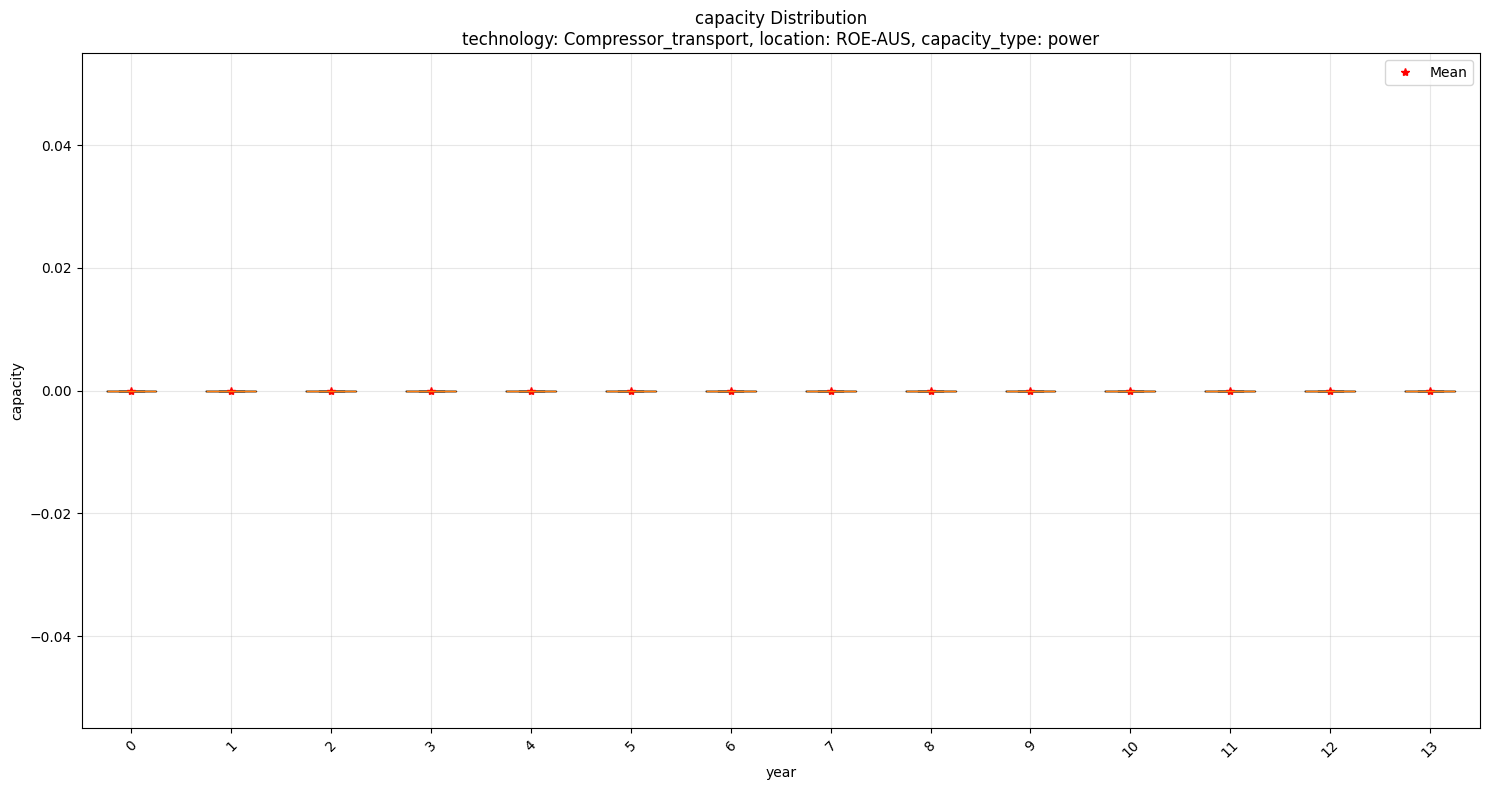 capacity Distribution
technology: Compressor_transport, location: ROE-AUS, capacity_type: power
Mean
0.04
0.02
0.00
−0.02
−0.04
capacity
0 1 2 3 4 5 6 7 8 9 10 11 12 13
year